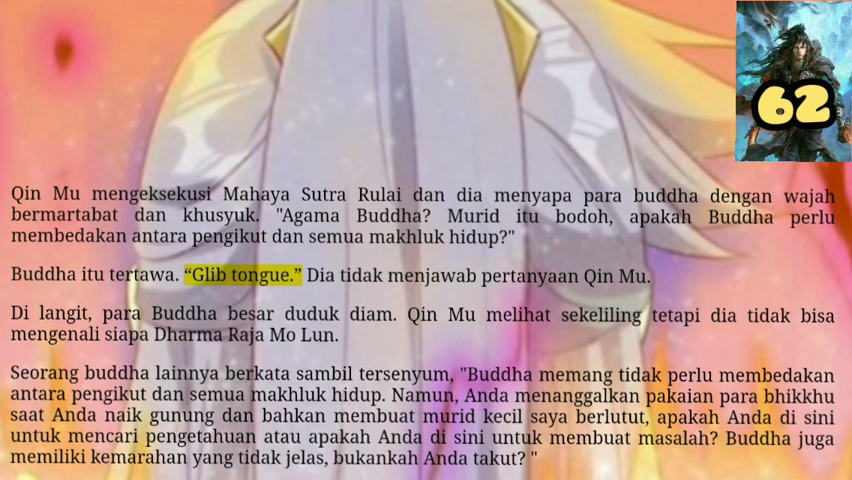 62
Qin Mu mengeksekusi Mahaya Sutra Rulai dan dia menyapa para buddha dengan wajah
bermartabat dan khusyuk. "Agama Buddha? Murid itu bodoh, apakah Buddha perlu
membedakan antara pengikut dan semua makhluk hidup?"
Buddha itu tertawa. “Glib tongue.” Dia tidak menjawab pertanyaan Qin Mu.
Di langit, para Buddha besar duduk diam. Qin Mu melihat sekeliling tetapi dia tidak bisa
mengenali siapa Dharma Raja Mo Lun.
Seorang buddha lainnya berkata sambil tersenyum, "Buddha memang tidak perlu membedakan
antara pengikut dan semua makhluk hidup. Namun, Anda menanggalkan pakaian para bhikkhu
saat Anda naik gunung dan bahkan membuat murid kecil saya berlutut, apakah Anda di sini
untuk mencari pengetahuan atau apakah Anda di sini untuk membuat masalah? Buddha juga
memiliki kemarahan yang tidak jelas, bukankah Anda takut? "